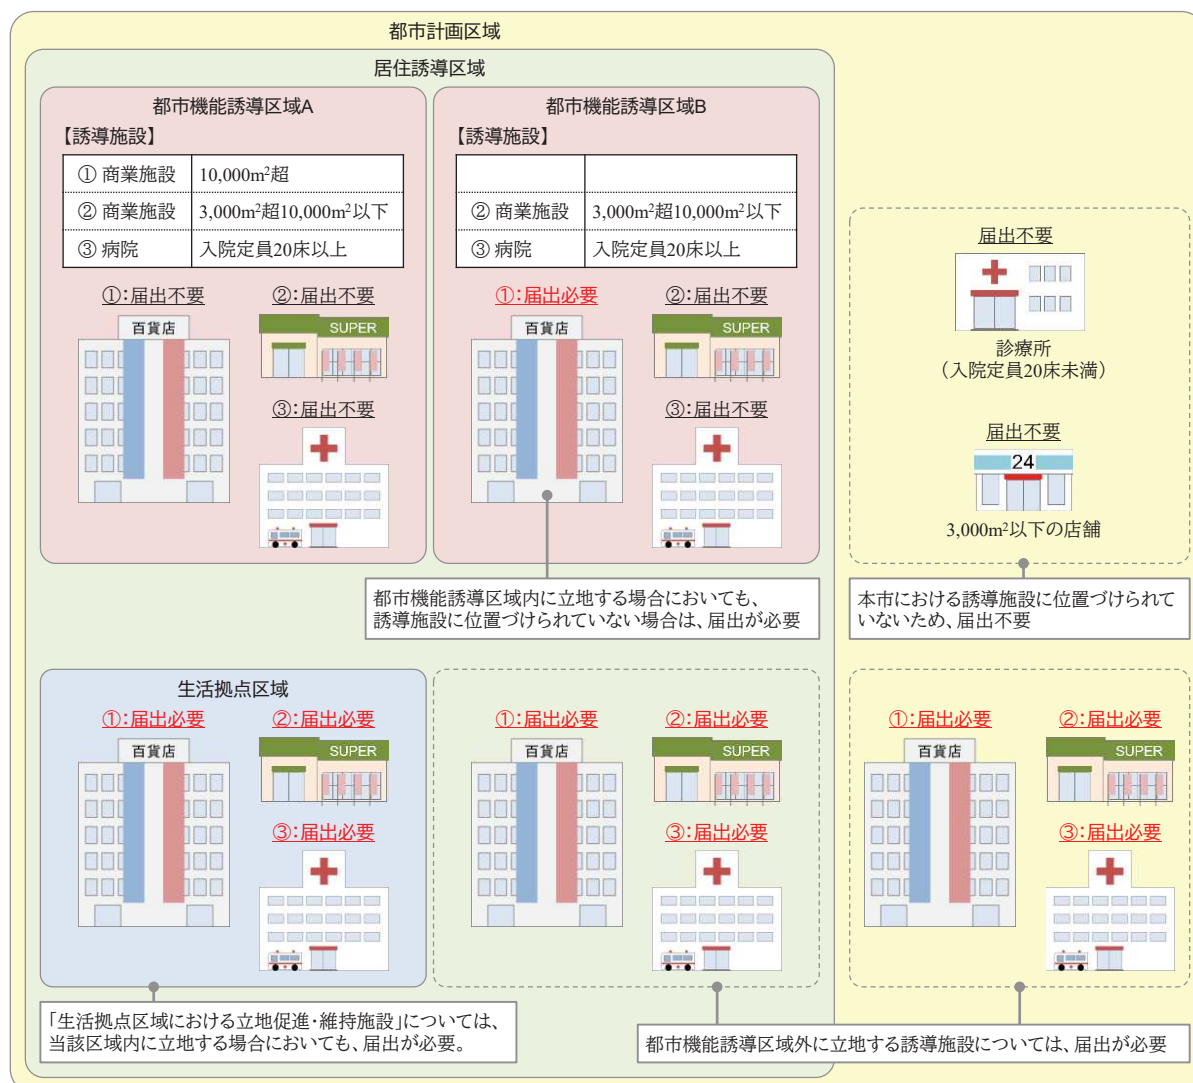 都市計画区域
居住誘導区域
都市機能誘導区域A
【誘導施設】
① 商業施設 10,000m²超
② 商業施設 3,000m²超10,000m²以下
③ 病院 入院定員20床以上
①:届出不要
百貨店
②:届出不要
SUPER
③:届出不要
都市機能誘導区域B
【誘導施設】
② 商業施設 3,000m²超10,000m²以下
③ 病院 入院定員20床以上
①:届出必要
百貨店
②:届出不要
SUPER
③:届出不要
都市機能誘導区域内に立地する場合においても、
誘導施設に位置づけられていない場合は、届出が必要
届出不要
診療所
（入院定員20床未満）
届出不要
24
3,000m²以下の店舗
本市における誘導施設に位置づけられて
いないため、届出不要
生活拠点区域
①:届出必要
百貨店
②:届出必要
SUPER
③:届出必要
「生活拠点区域における立地促進・維持施設」については、
当該区域内に立地する場合においても、届出が必要。
①:届出必要
百貨店
②:届出必要
SUPER
③:届出必要
①:届出必要
百貨店
②:届出必要
SUPER
③:届出必要
都市機能誘導区域外に立地する誘導施設については、届出が必要